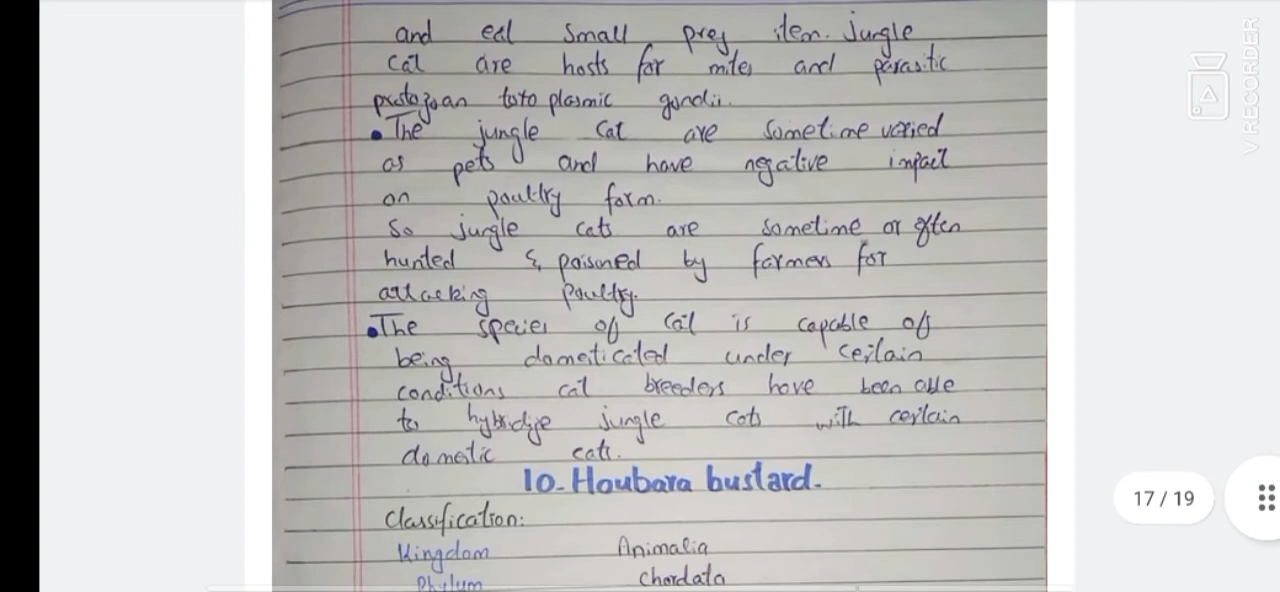 and eat small prey item. Jungle
Cat are hosts for mites and parasitic
protozoan toto plasmic gondii.
• The jungle Cat are sometime varied
as pets and have negative impact
on poultry farm.
So jungle cats are sometime or often
hunted & poisoned by farmers for
attacking Poultry.
• The species of Cat is capable of
being domesticated under certain
conditions cat breeders have been able
to hybridize jungle cats with certain
domestic cats.
10- Houbara bustard.
Classification:
Kingdom Animalia
Phylum Chordata
17 / 19
V RECORDER